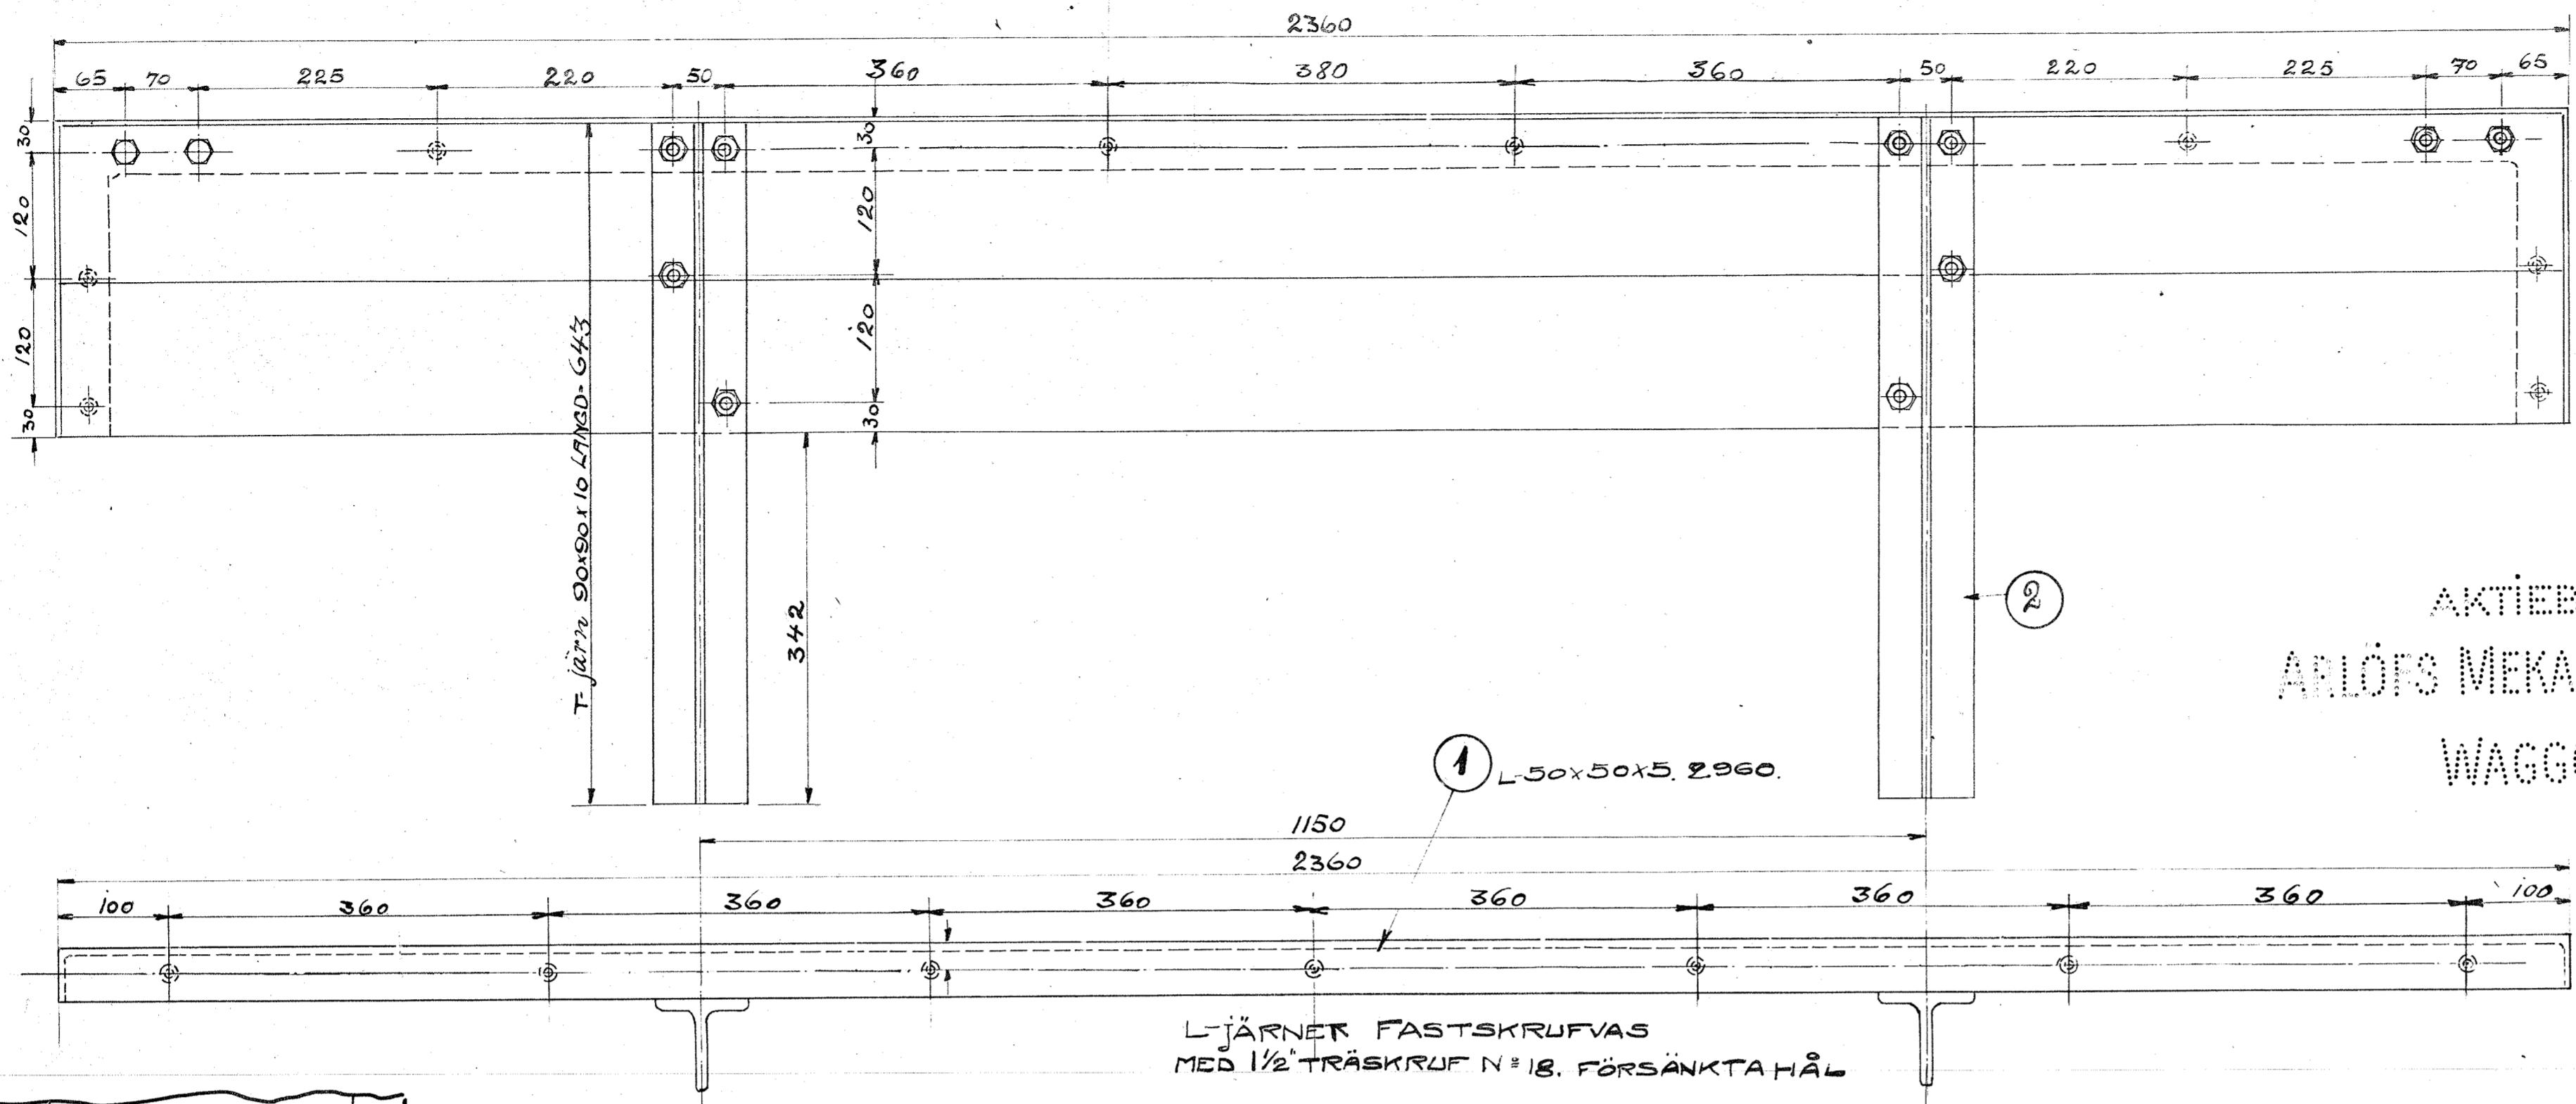 2360
65 70 225 220 50 360 380 360 50 220 225 70 65
30
120
120
30
30
120
120
30
T-järn 90x90x10 LÄNGD=643
342
2
AKTIEB
ARLÖFS MEKA
WAGG
1 L-50x50x5. 2960.
1150
2360
100 360 360 360 360 360 360 100
L-JÄRNET FASTSKRUFVAS
MED 1½" TRÄSKRUF Nº 18. FÖRSÄNKTA HÅL